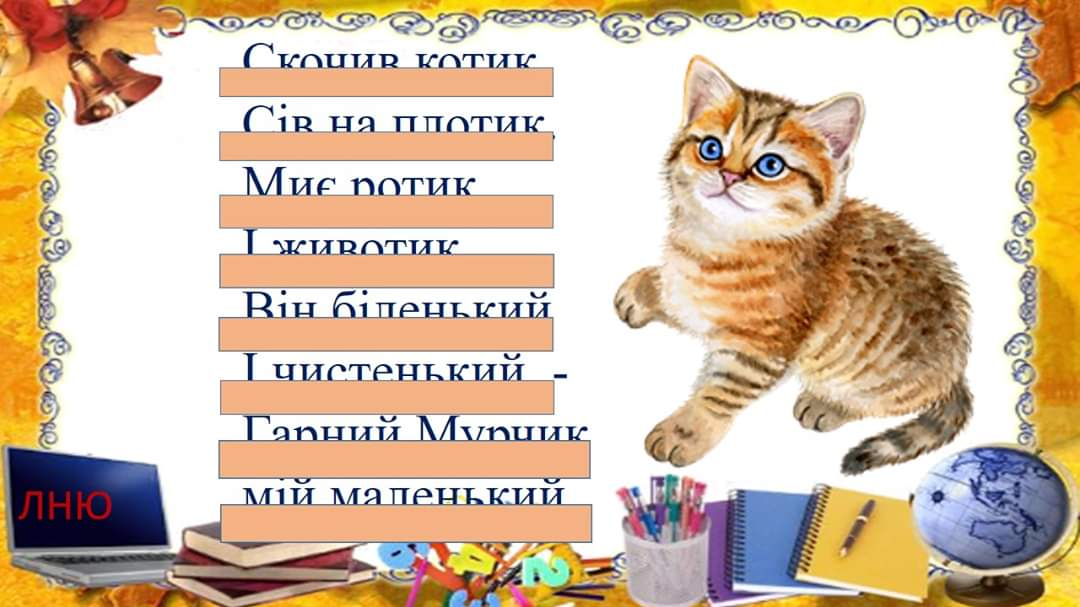 Скочив котик
Сів на плотик,
Миє ротик
І животик
Він біленький
І чистенький -
Гарний Мурчик
мій маленький
ЛНЮ